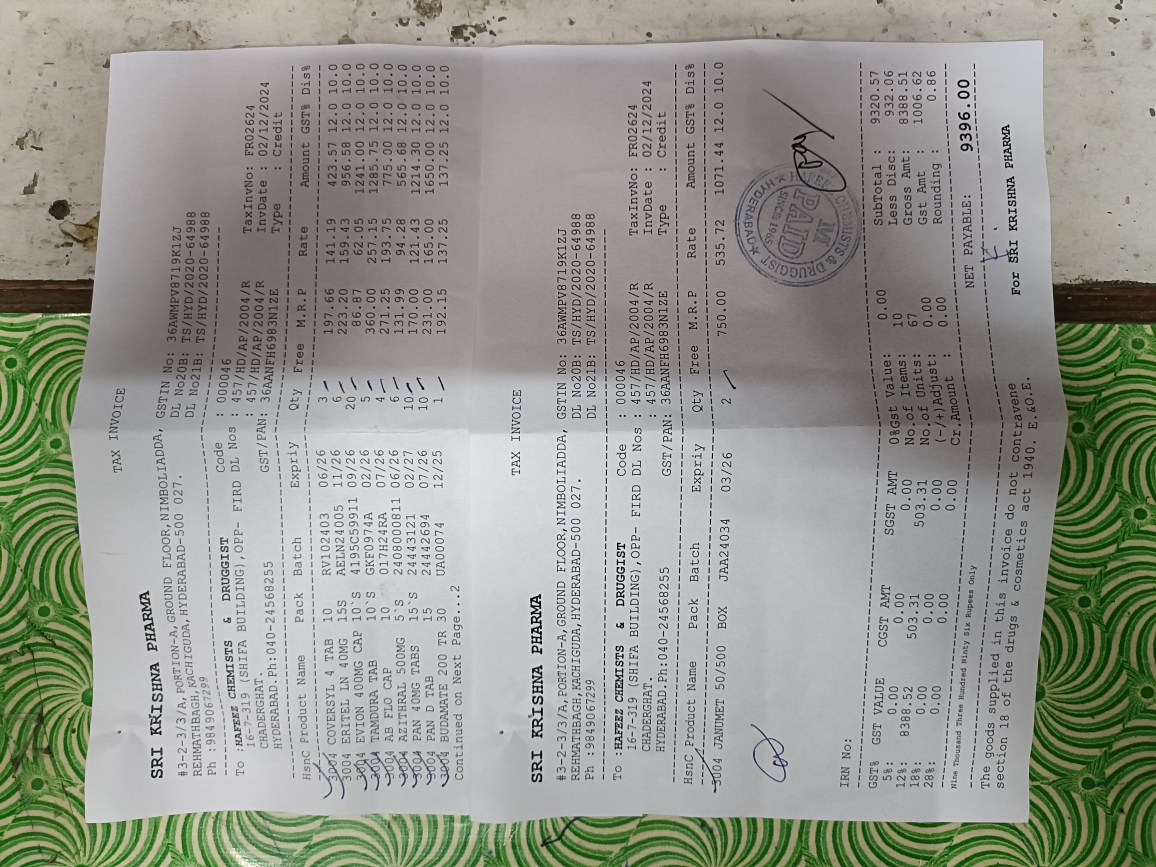 TAX INVOICE
SRI KRISHNA PHARMA
#3-2-3/3/A,PORTION-A,GROUND FLOOR,NIMBOLIADDA, GSTIN No: 36AWMPV8719K1ZJ
REHMATHBAGH,KACHIGUDA,HYDERABAD-500 027. DL No20B: TS/HYD/2020-64988
Ph :9849067299 DL No21B: TS/HYD/2020-64988
To :HAFEEZ CHEMISTS & DRUGGIST Code : 000046 TaxInvNo: FR02624
16-7-319 (SHIFA BUILDING),OPP- FIRD DL Nos : 457/HD/AP/2004/R InvDate : 02/12/2024
CHADERGHAT. : 457/HD/AP/2004/R Type : Credit
HYDERABAD.Ph:040-24568255 GST/PAN: 36AANFH6983N1ZE
HsnC Product Name Pack Batch Expriy Qty Free M.R.P Rate Amount GST% Dis%
3004 COVERSYL 4 TAB 10 RV102403 06/26 3 197.66 141.19 423.57 12.0 10.0
3004 ERITEL LN 40MG 15S AELN24005 11/26 6 223.20 159.43 956.58 12.0 10.0
3004 EVION 400MG CAP 10`S 4195C59911 09/26 20 86.87 62.05 1241.00 12.0 10.0
3004 HAMDURA TAB 10`S GKF0974A 02/26 5 360.00 257.15 1285.75 12.0 10.0
3004 AB FLO CAP 10 017H24RA 07/26 4 271.25 193.75 775.00 12.0 10.0
3004 AZITHRAL 500MG 5`S 2408000811 06/26 6 131.99 94.28 565.68 12.0 10.0
3004 PAN 40MG TABS 15`S 24443121 02/27 10 170.00 121.43 1214.30 12.0 10.0
3004 PAN D TAB 15 24442694 07/26 10 231.00 165.00 1650.00 12.0 10.0
3004 BUDAMATE 200 TR 30 UA00074 12/25 1 192.15 137.25 137.25 12.0 10.0
Continued on Next Page...2
TAX INVOICE
SRI KRISHNA PHARMA
#3-2-3/3/A,PORTION-A,GROUND FLOOR,NIMBOLIADDA, GSTIN No: 36AWMPV8719K1ZJ
REHMATHBAGH,KACHIGUDA,HYDERABAD-500 027. DL No20B: TS/HYD/2020-64988
Ph :9849067299 DL No21B: TS/HYD/2020-64988
To :HAFEEZ CHEMISTS & DRUGGIST Code : 000046 TaxInvNo: FR02624
16-7-319 (SHIFA BUILDING),OPP- FIRD DL Nos : 457/HD/AP/2004/R InvDate : 02/12/2024
CHADERGHAT. : 457/HD/AP/2004/R Type : Credit
HYDERABAD.Ph:040-24568255 GST/PAN: 36AANFH6983N1ZE
HsnC Product Name Pack Batch Expriy Qty Free M.R.P Rate Amount GST% Dis%
3004 JANUMET 50/500 BOX JAA24034 03/26 2 750.00 535.72 1071.44 12.0 10.0
CHEMISTS & DRUGGIST ★ HYDERABAD ★
PAID
SINCE 1965
IRN No:
GST% GST VALUE CGST AMT SGST AMT 0%Gst Value: 0.00 SubTotal : 9320.57
5%: 0.00 0.00 0.00 No.of Items: 10 Less Disc: 932.06
12%: 8388.52 503.31 503.31 No.of Units: 67 Gross Amt: 8388.51
18%: 0.00 0.00 0.00 (-/+)Adjust: 0.00 Gst Amt : 1006.62
28%: 0.00 0.00 0.00 Cr.Amount : 0.00 Rounding : 0.86
Nine Thousand Three Hundred Ninty Six Rupees Only NET PAYABLE: 9396.00
The goods supplied in this invoice do not contravene
section 18 of the drugs & cosmetics act 1940. E.&O.E.
For SRI KRISHNA PHARMA